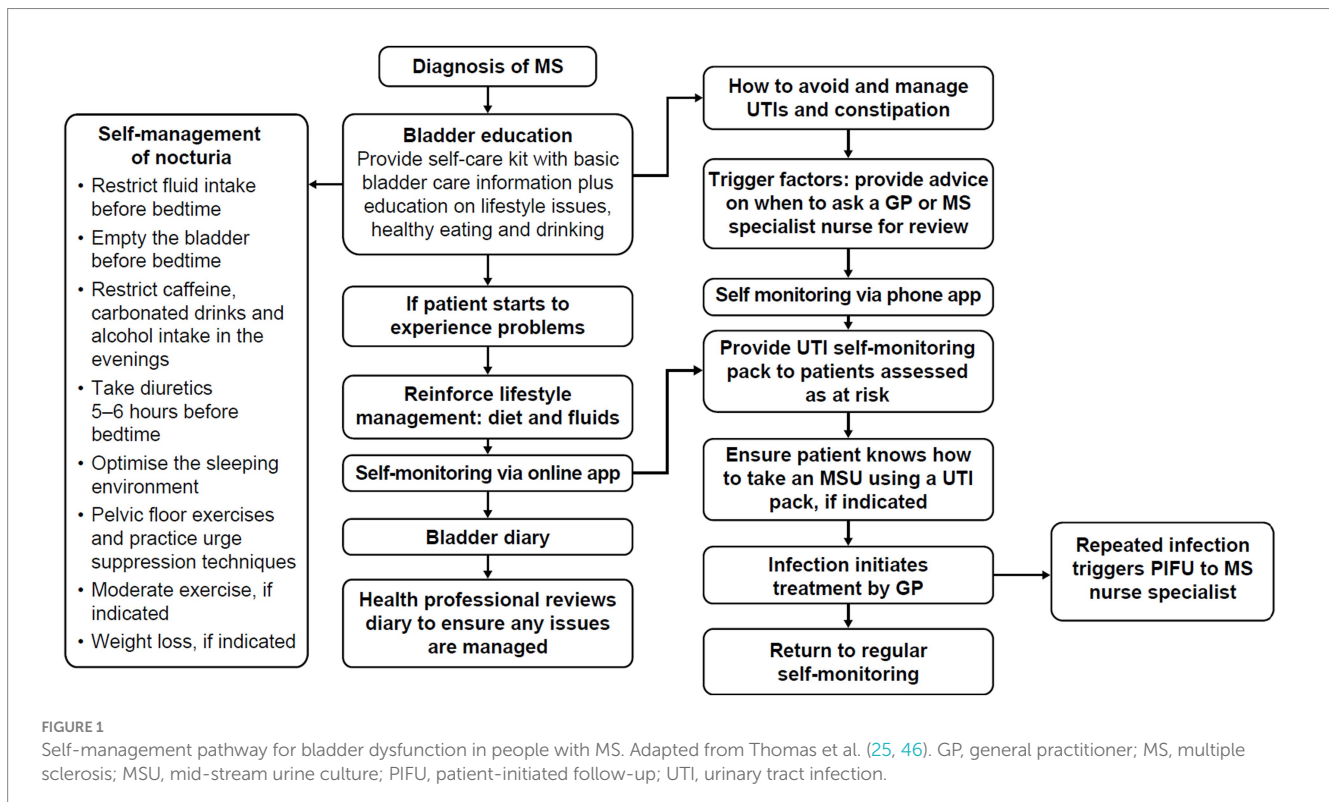 Diagnosis of MS
Self-management
of nocturia
• Restrict fluid intake
before bedtime
• Empty the bladder
before bedtime
• Restrict caffeine,
carbonated drinks and
alcohol intake in the
evenings
• Take diuretics
5–6 hours before
bedtime
• Optimise the sleeping
environment
• Pelvic floor exercises
and practice urge
suppression techniques
• Moderate exercise, if
indicated
• Weight loss, if indicated
Bladder education
Provide self-care kit with basic
bladder care information plus
education on lifestyle issues,
healthy eating and drinking
If patient starts to
experience problems
Reinforce lifestyle
management: diet and fluids
Self-monitoring via online app
Bladder diary
Health professional reviews
diary to ensure any issues
are managed
How to avoid and manage
UTIs and constipation
Trigger factors: provide advice
on when to ask a GP or MS
specialist nurse for review
Self monitoring via phone app
Provide UTI self-monitoring
pack to patients assessed
as at risk
Ensure patient knows how
to take an MSU using a UTI
pack, if indicated
Infection initiates
treatment by GP
Return to regular
self-monitoring
Repeated infection
triggers PIFU to MS
nurse specialist
FIGURE 1
Self-management pathway for bladder dysfunction in people with MS. Adapted from Thomas et al. (25, 46). GP, general practitioner; MS, multiple
sclerosis; MSU, mid-stream urine culture; PIFU, patient-initiated follow-up; UTI, urinary tract infection.